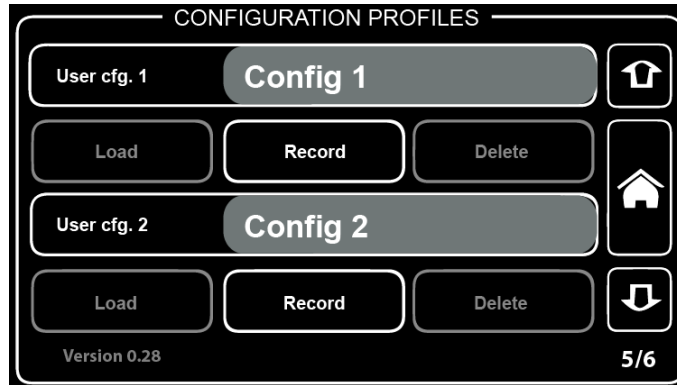 CONFIGURATION PROFILES
User cfg. 1 Config 1
Load Record Delete
User cfg. 2 Config 2
Load Record Delete
Version 0.28 5/6